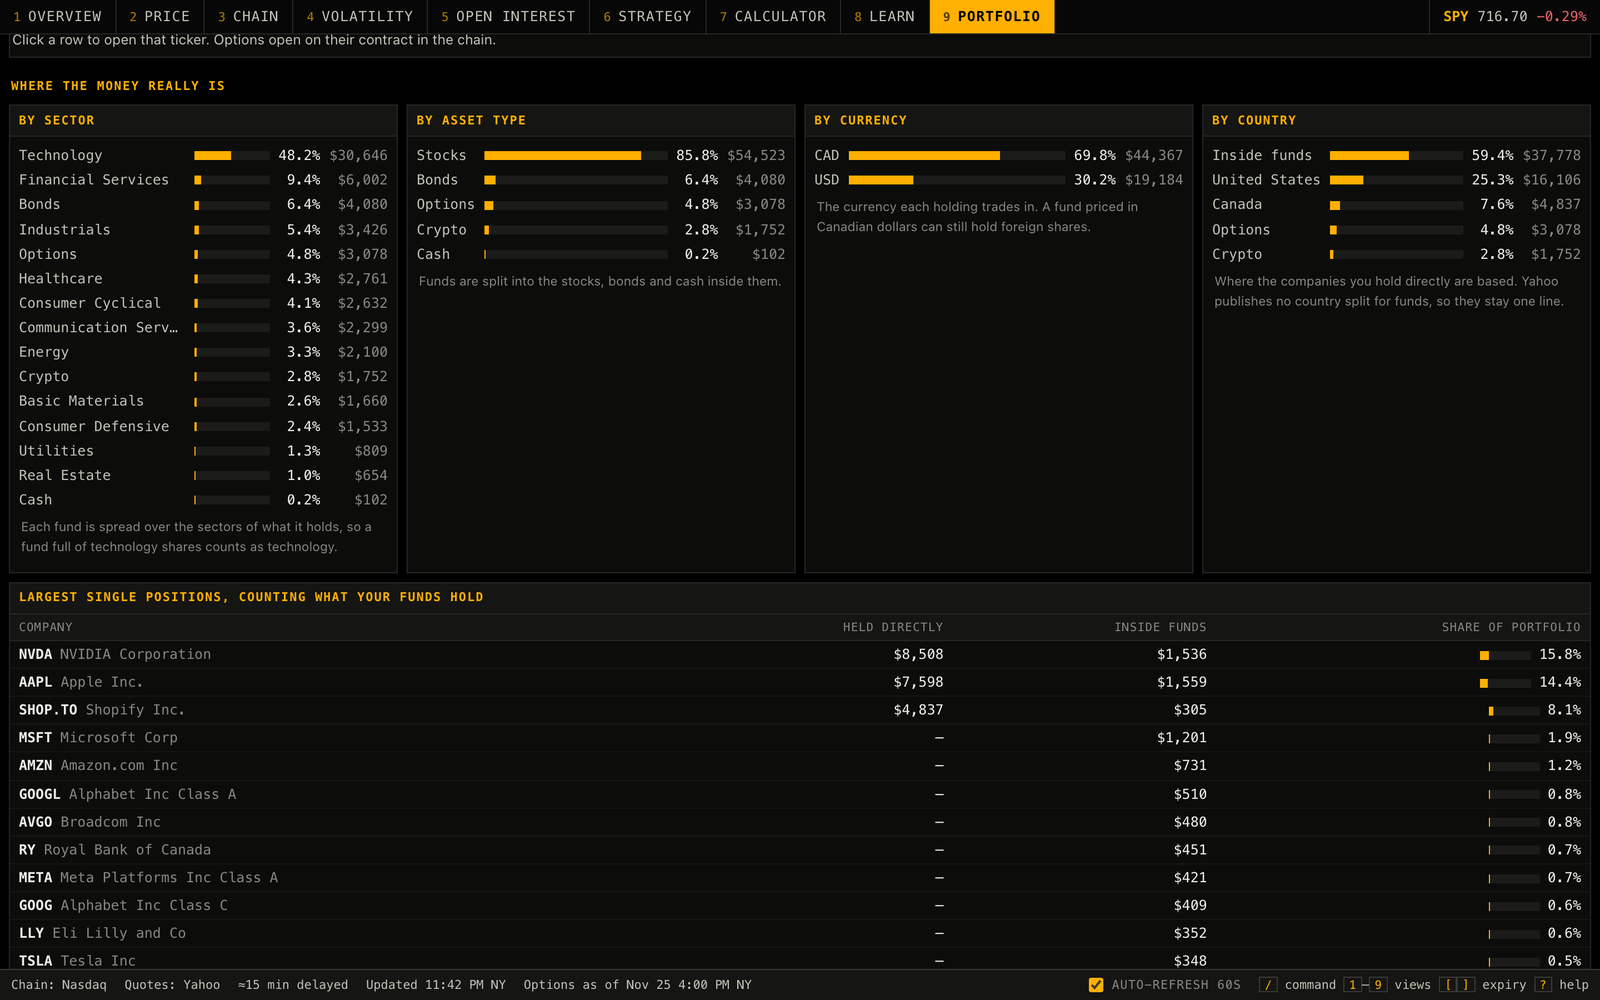 1 OVERVIEW 2 PRICE 3 CHAIN 4 VOLATILITY 5 OPEN INTEREST 6 STRATEGY 7 CALCULATOR 8 LEARN 9 PORTFOLIO SPY 716.70 −0.29%
Click a row to open that ticker. Options open on their contract in the chain.
WHERE THE MONEY REALLY IS
BY SECTOR
Technology 48.2% $30,646
Financial Services 9.4% $6,002
Bonds 6.4% $4,080
Industrials 5.4% $3,426
Options 4.8% $3,078
Healthcare 4.3% $2,761
Consumer Cyclical 4.1% $2,632
Communication Serv… 3.6% $2,299
Energy 3.3% $2,100
Crypto 2.8% $1,752
Basic Materials 2.6% $1,660
Consumer Defensive 2.4% $1,533
Utilities 1.3% $809
Real Estate 1.0% $654
Cash 0.2% $102
Each fund is spread over the sectors of what it holds, so a
fund full of technology shares counts as technology.
BY ASSET TYPE
Stocks 85.8% $54,523
Bonds 6.4% $4,080
Options 4.8% $3,078
Crypto 2.8% $1,752
Cash 0.2% $102
Funds are split into the stocks, bonds and cash inside them.
BY CURRENCY
CAD 69.8% $44,367
USD 30.2% $19,184
The currency each holding trades in. A fund priced in
Canadian dollars can still hold foreign shares.
BY COUNTRY
Inside funds 59.4% $37,778
United States 25.3% $16,106
Canada 7.6% $4,837
Options 4.8% $3,078
Crypto 2.8% $1,752
Where the companies you hold directly are based. Yahoo
publishes no country split for funds, so they stay one line.
LARGEST SINGLE POSITIONS, COUNTING WHAT YOUR FUNDS HOLD
COMPANY HELD DIRECTLY INSIDE FUNDS SHARE OF PORTFOLIO
NVDA NVIDIA Corporation $8,508 $1,536 15.8%
AAPL Apple Inc. $7,598 $1,559 14.4%
SHOP.TO Shopify Inc. $4,837 $305 8.1%
MSFT Microsoft Corp — $1,201 1.9%
AMZN Amazon.com Inc — $731 1.2%
GOOGL Alphabet Inc Class A — $510 0.8%
AVGO Broadcom Inc — $480 0.8%
RY Royal Bank of Canada — $451 0.7%
META Meta Platforms Inc Class A — $421 0.7%
GOOG Alphabet Inc Class C — $409 0.6%
LLY Eli Lilly and Co — $352 0.6%
TSLA Tesla Inc — $348 0.5%
Chain: Nasdaq Quotes: Yahoo ≈15 min delayed Updated 11:42 PM NY Options as of Nov 25 4:00 PM NY AUTO-REFRESH 60S / command 1–9 views [ ] expiry ? help